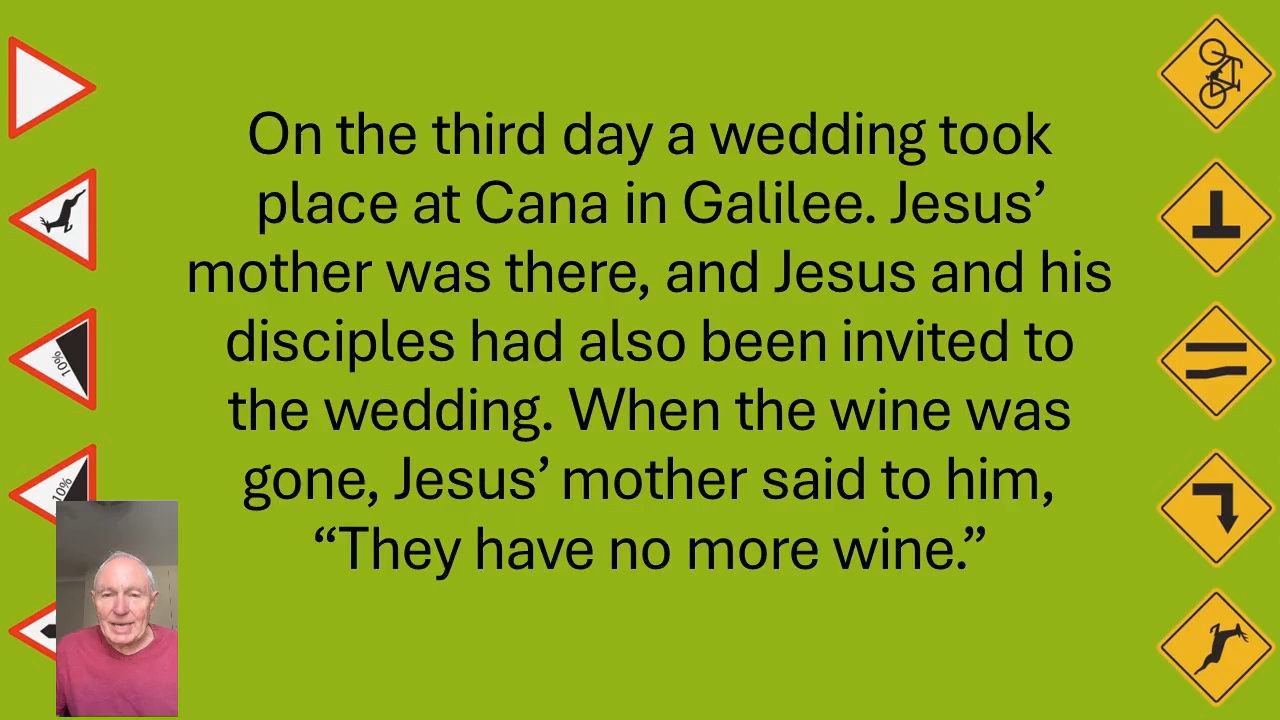 On the third day a wedding took
place at Cana in Galilee. Jesus’
mother was there, and Jesus and his
disciples had also been invited to
the wedding. When the wine was
gone, Jesus’ mother said to him,
“They have no more wine.”
10%
10%